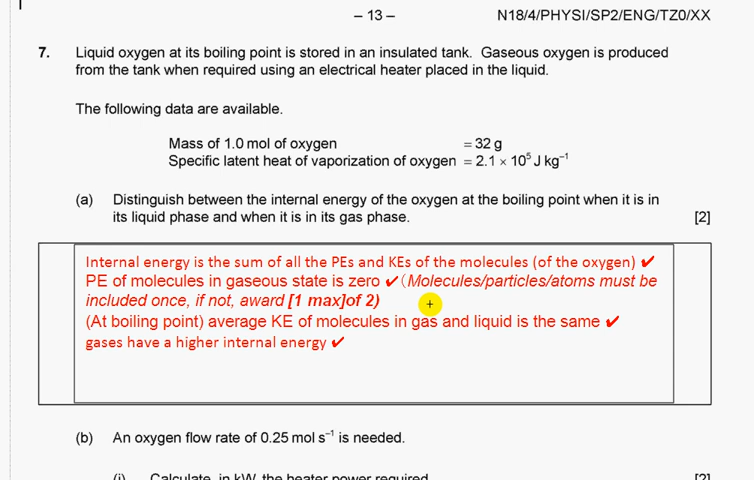 – 13 –
N18/4/PHYSI/SP2/ENG/TZ0/XX
7. Liquid oxygen at its boiling point is stored in an insulated tank. Gaseous oxygen is produced
from the tank when required using an electrical heater placed in the liquid.
The following data are available.
Mass of 1.0 mol of oxygen = 32 g
Specific latent heat of vaporization of oxygen = 2.1 × 10⁵ J kg⁻¹
(a) Distinguish between the internal energy of the oxygen at the boiling point when it is in
its liquid phase and when it is in its gas phase. [2]
Internal energy is the sum of all the PEs and KEs of the molecules (of the oxygen) ✔
PE of molecules in gaseous state is zero ✔ (Molecules/particles/atoms must be
included once, if not, award [1 max]of 2)
(At boiling point) average KE of molecules in gas and liquid is the same ✔
gases have a higher internal energy ✔
(b) An oxygen flow rate of 0.25 mol s⁻¹ is needed.
(i) Calculate, in kW, the heater power required. [2]